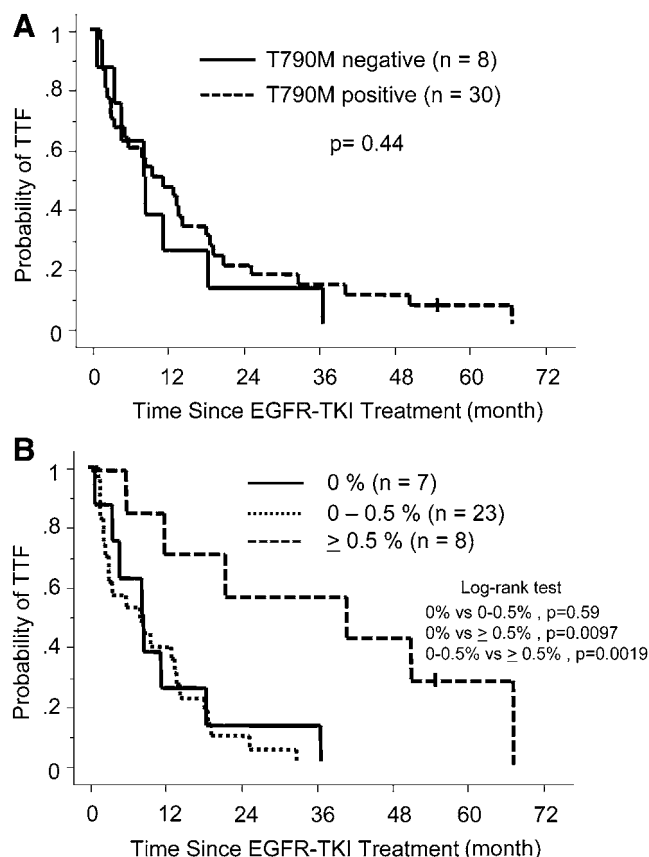 A
1
.8
.6
.4
.2
0
Probability of TTF
T790M negative (n = 8)
T790M positive (n = 30)
p= 0.44
0 12 24 36 48 60 72
Time Since EGFR-TKI Treatment (month)
B
1
.8
.6
.4
.2
0
Probability of TTF
0 % (n = 7)
0 – 0.5 % (n = 23)
≥ 0.5 % (n = 8)
Log-rank test
0% vs 0-0.5% , p=0.59
0% vs ≥ 0.5% , p=0.0097
0-0.5% vs ≥ 0.5% , p=0.0019
0 12 24 36 48 60 72
Time Since EGFR-TKI Treatment (month)